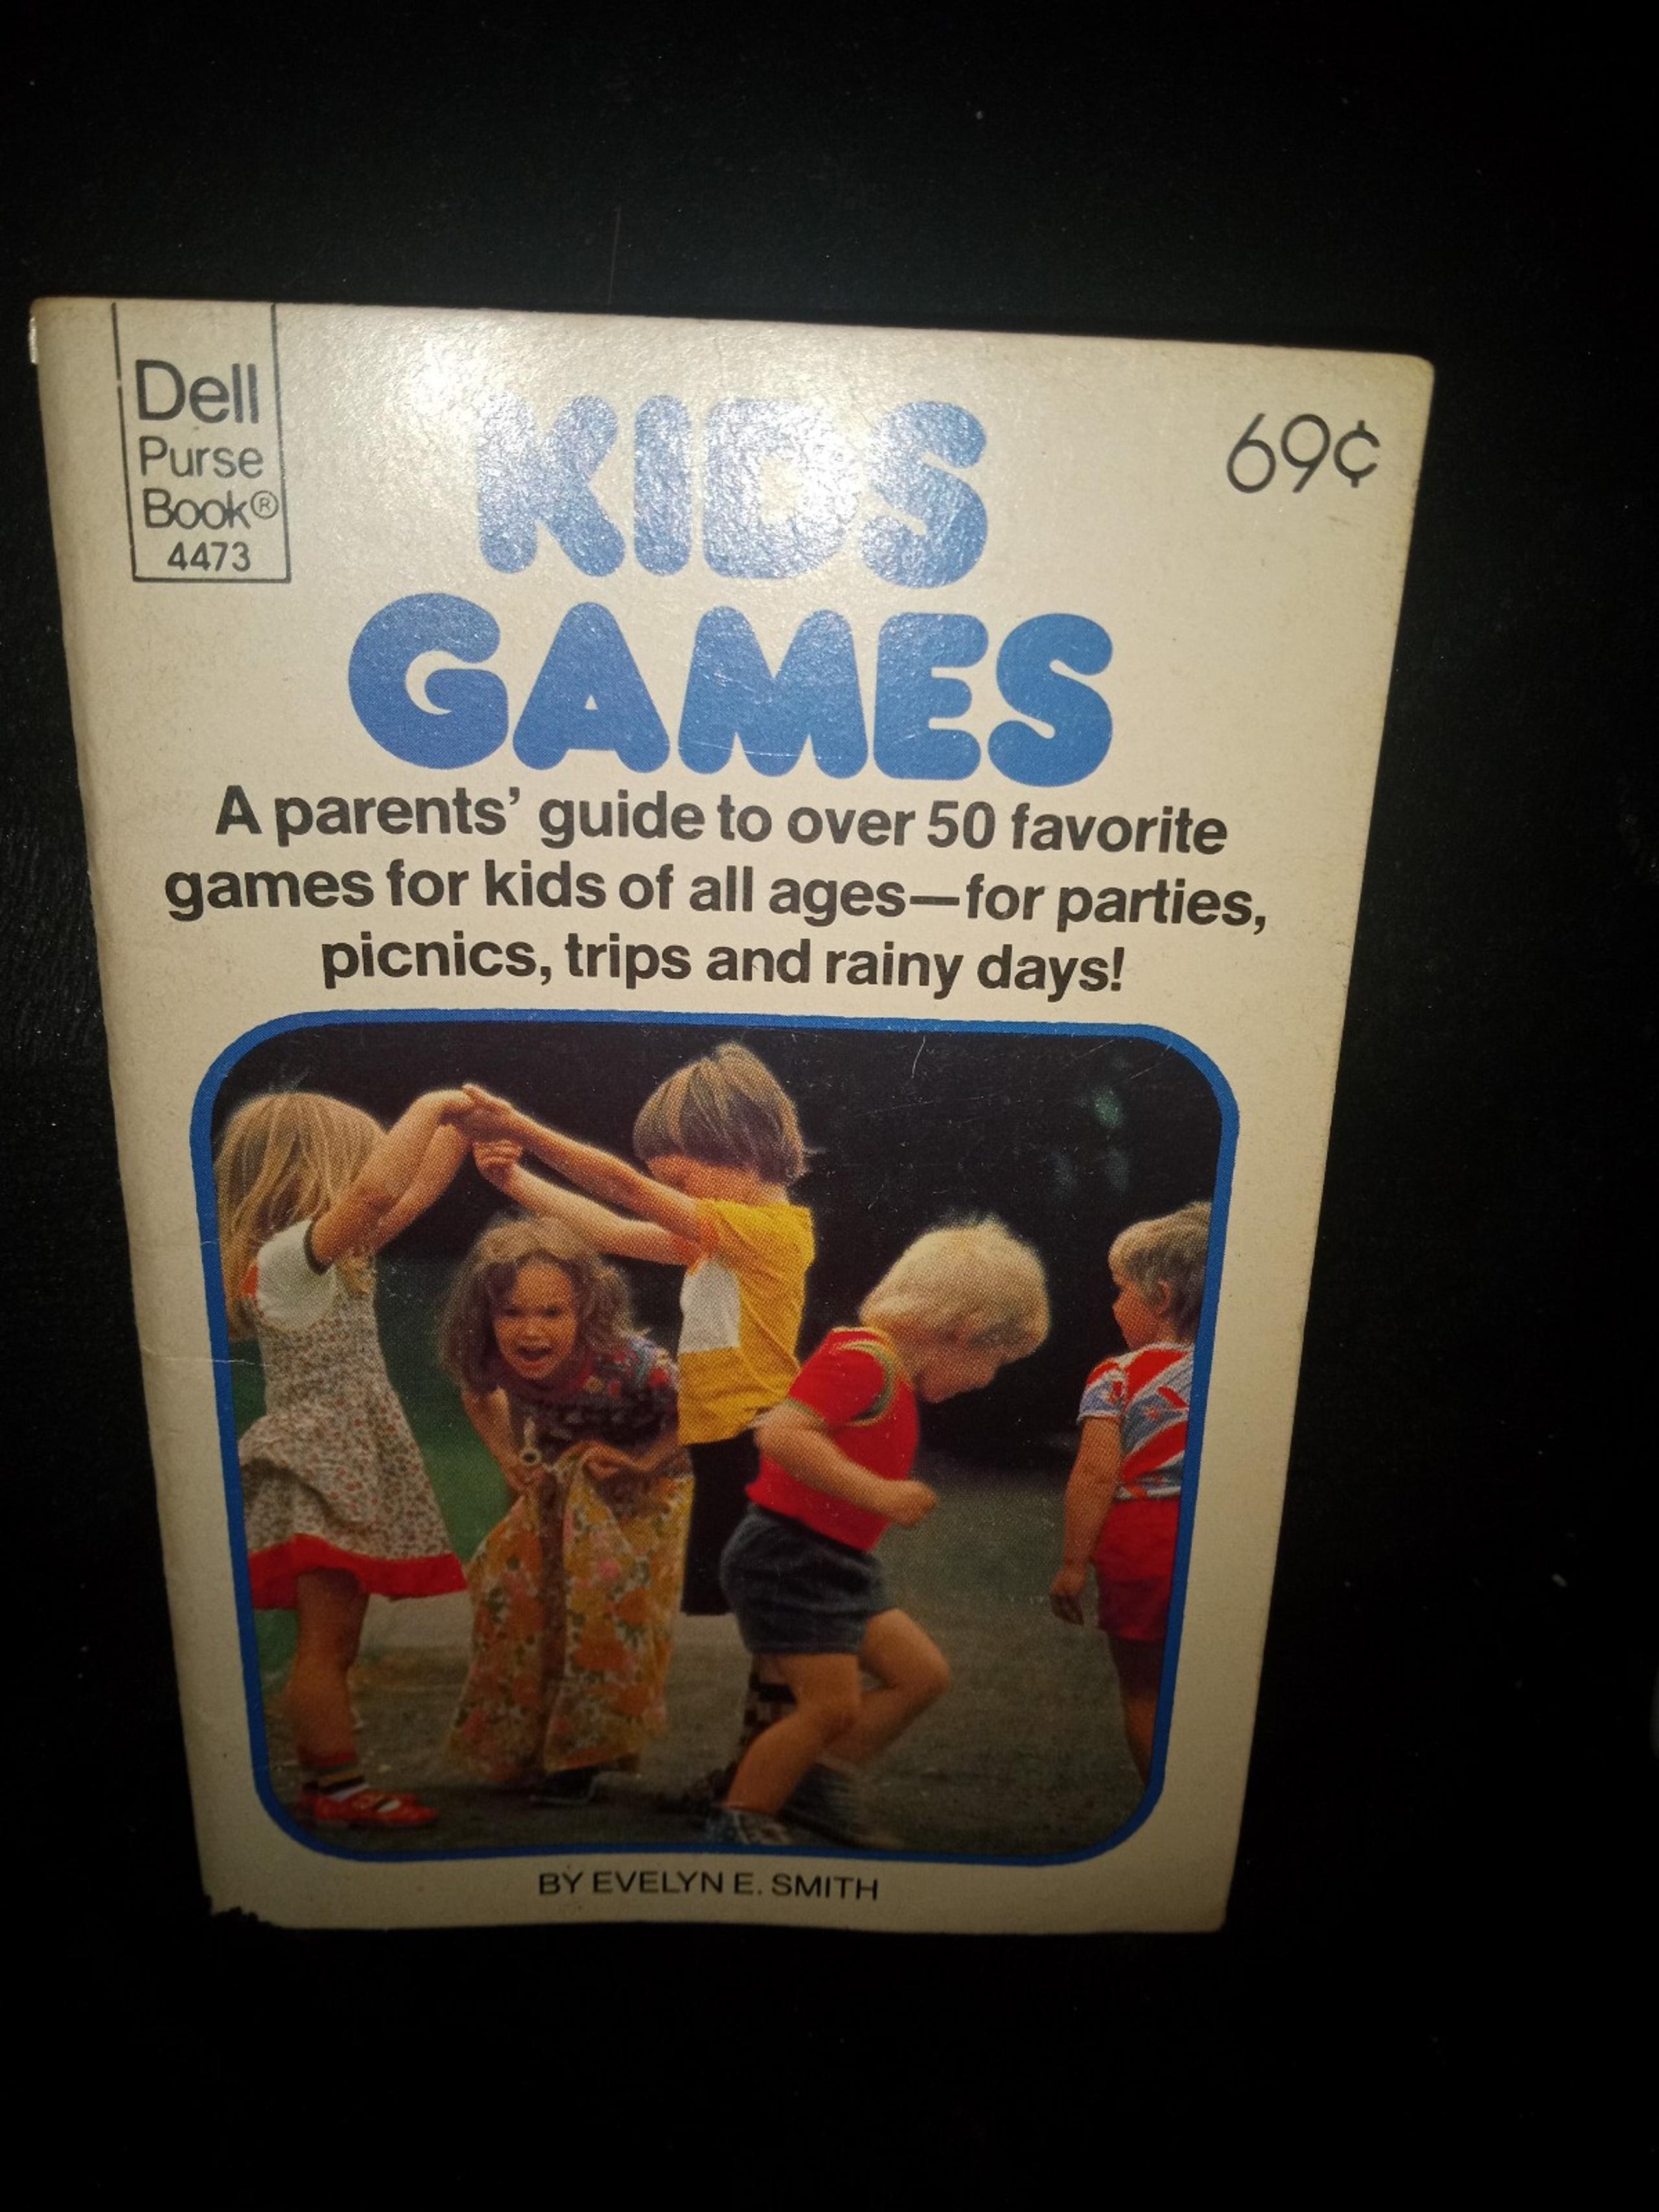 Dell
Purse
Book®
4473
69¢
KIDS
GAMES
A parents' guide to over 50 favorite
games for kids of all ages—for parties,
picnics, trips and rainy days!
BY EVELYN E. SMITH